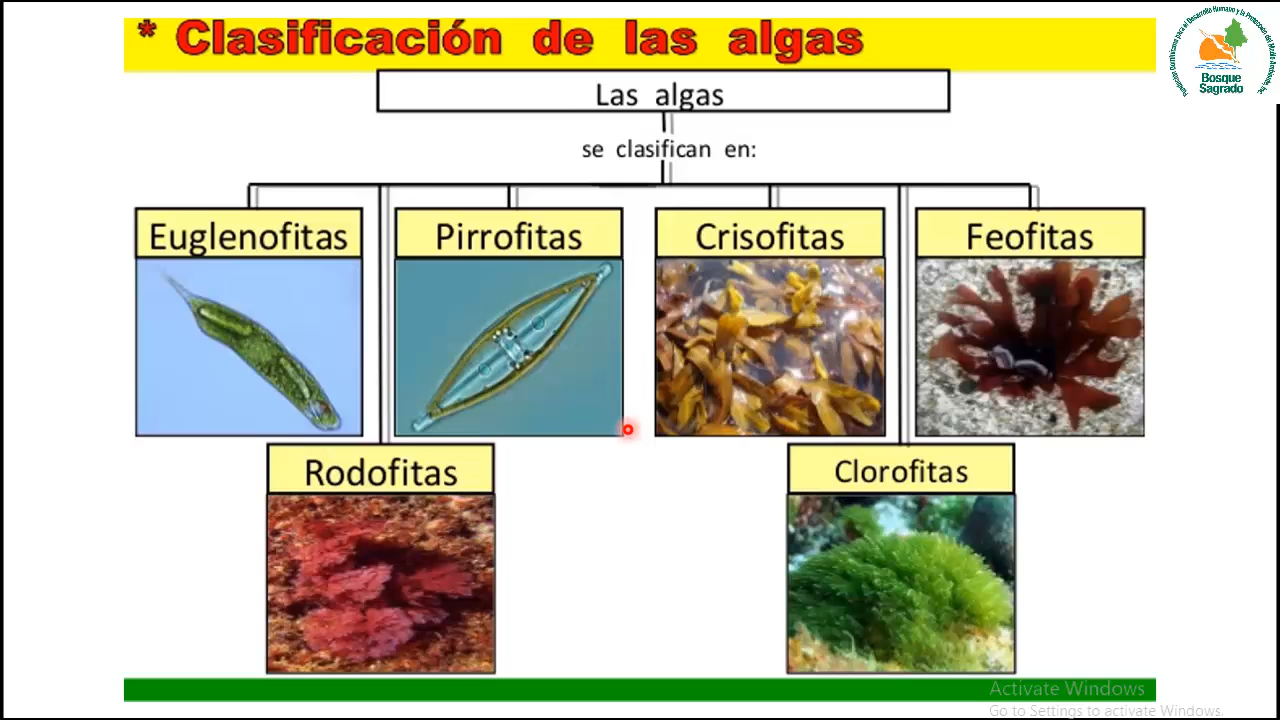 * Clasificación de las algas
Bosque
Sagrado
Las algas
se clasifican en:
Euglenofitas
Pirrofitas
Crisofitas
Feofitas
Rodofitas
Clorofitas
Activate Windows
Go to Settings to activate Windows.